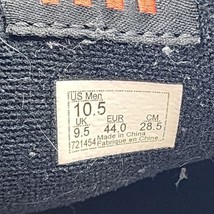 US Men
10.5
UK EUR CM
9.5 44.0 28.5
721454 Made in China
Fabriqué en Chine